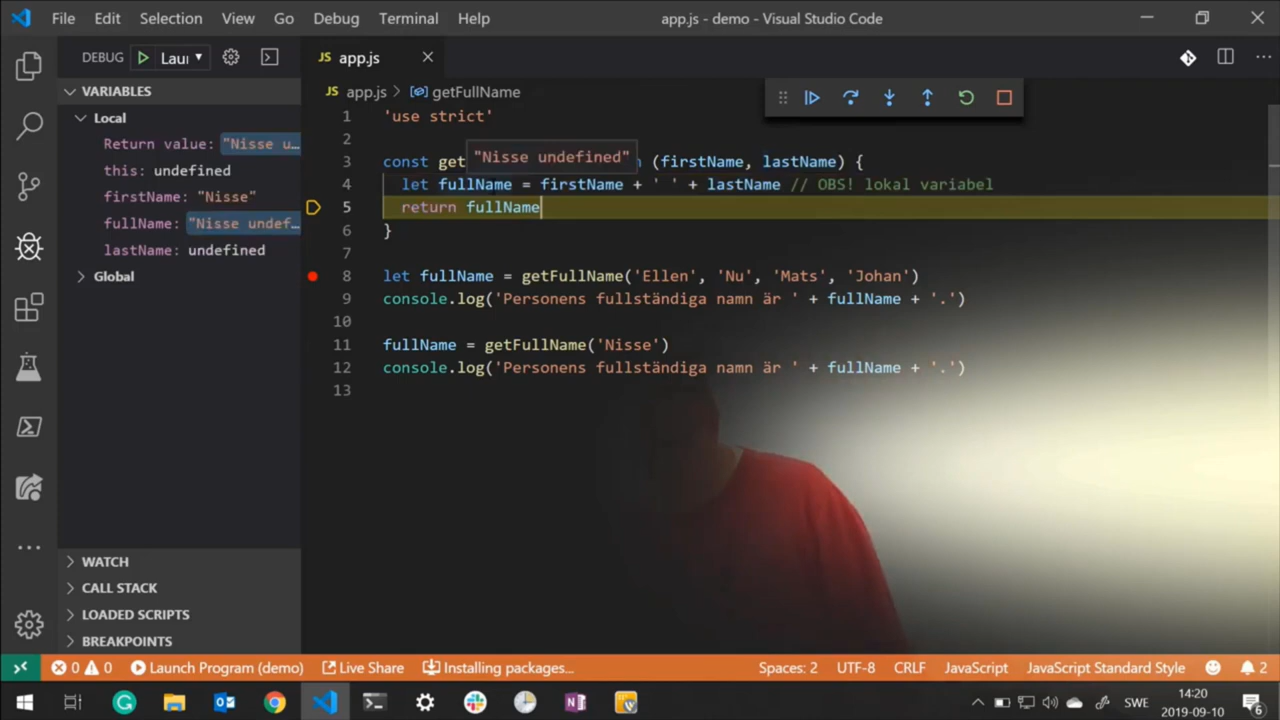 File Edit Selection View Go Debug Terminal Help
app.js - demo - Visual Studio Code
DEBUG Laun
VARIABLES
Local
Return value: "Nisse u…
this: undefined
firstName: "Nisse"
fullName: "Nisse undef…
lastName: undefined
Global
WATCH
CALL STACK
LOADED SCRIPTS
BREAKPOINTS
JS app.js
JS app.js > getFullName
1 'use strict'
2
"Nisse undefined"
3 const get n (firstName, lastName) {
4 let fullName = firstName + ' ' + lastName // OBS! lokal variabel
5 return fullName
6 }
7
8 let fullName = getFullName('Ellen', 'Nu', 'Mats', 'Johan')
9 console.log('Personens fullständiga namn är ' + fullName + '.')
10
11 fullName = getFullName('Nisse')
12 console.log('Personens fullständiga namn är ' + fullName + '.')
13
0 0 Launch Program (demo) Live Share Installing packages... Spaces: 2 UTF-8 CRLF JavaScript JavaScript Standard Style 2
SWE
14:20
2019-09-10
6